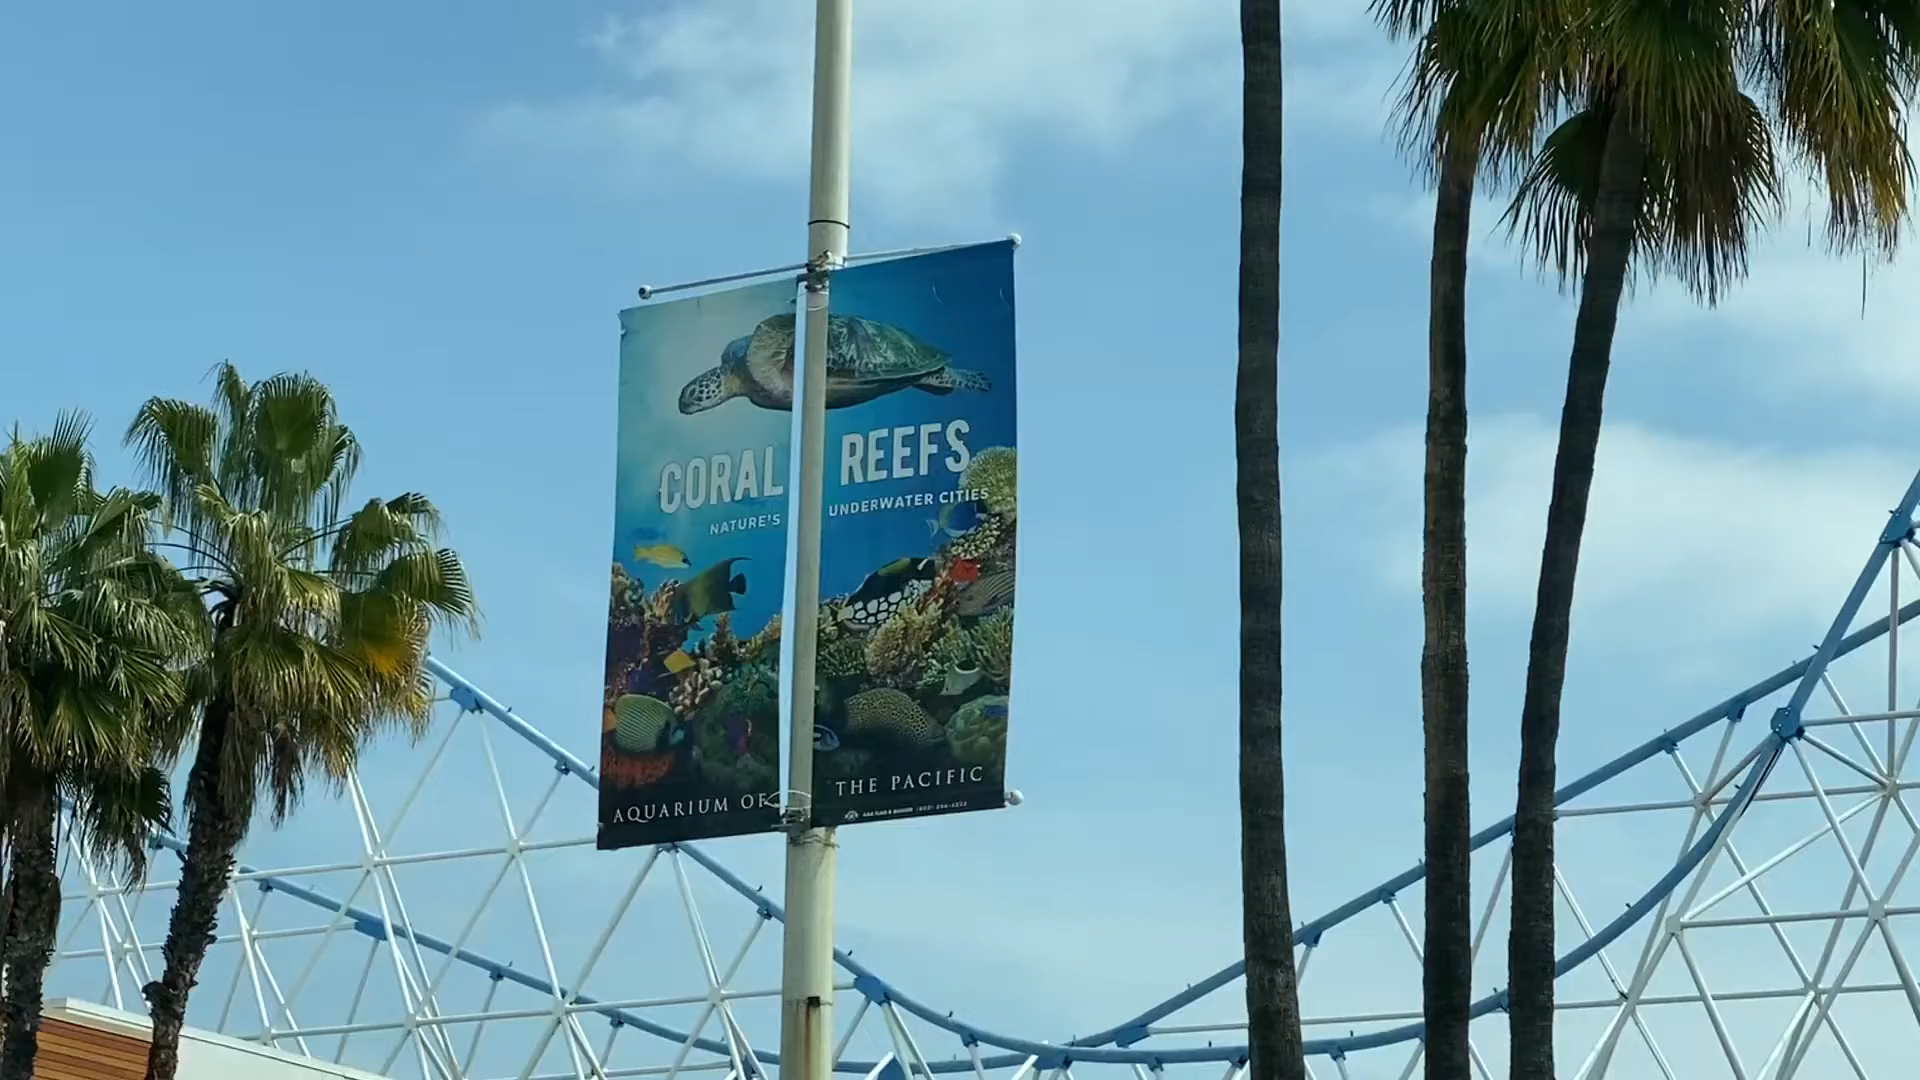 CORAL REEFS
NATURE'S UNDERWATER CITIES
AQUARIUM OF THE PACIFIC